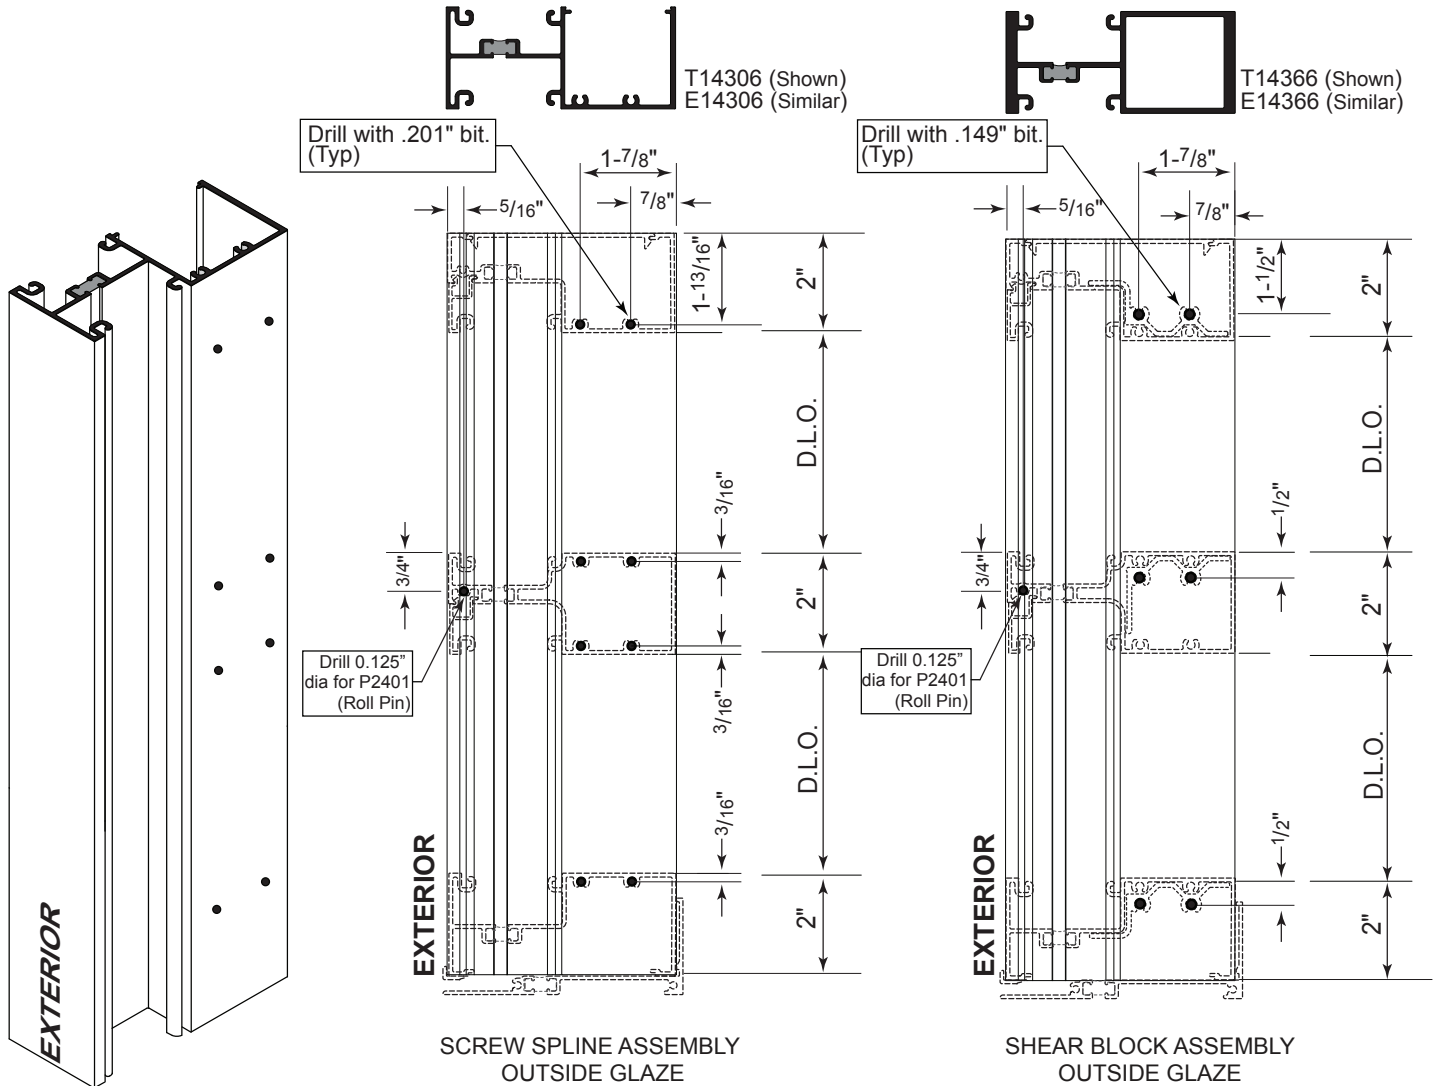 T14306 (Shown)
E14306 (Similar)
T14366 (Shown)
E14366 (Similar)
Drill with .201" bit.
(Typ)
1-7/8"
5/16"
7/8"
1-13/16"
2"
D.L.O.
3/16"
3/4"
2"
Drill 0.125”
dia for P2401
(Roll Pin)
3/16"
D.L.O.
3/16"
2"
EXTERIOR
EXTERIOR
SCREW SPLINE ASSEMBLY
OUTSIDE GLAZE
Drill with .149" bit.
(Typ)
1-7/8"
5/16"
7/8"
1-1/2"
2"
D.L.O.
1/2"
3/4"
2"
Drill 0.125”
dia for P2401
(Roll Pin)
D.L.O.
1/2"
2"
EXTERIOR
SHEAR BLOCK ASSEMBLY
OUTSIDE GLAZE